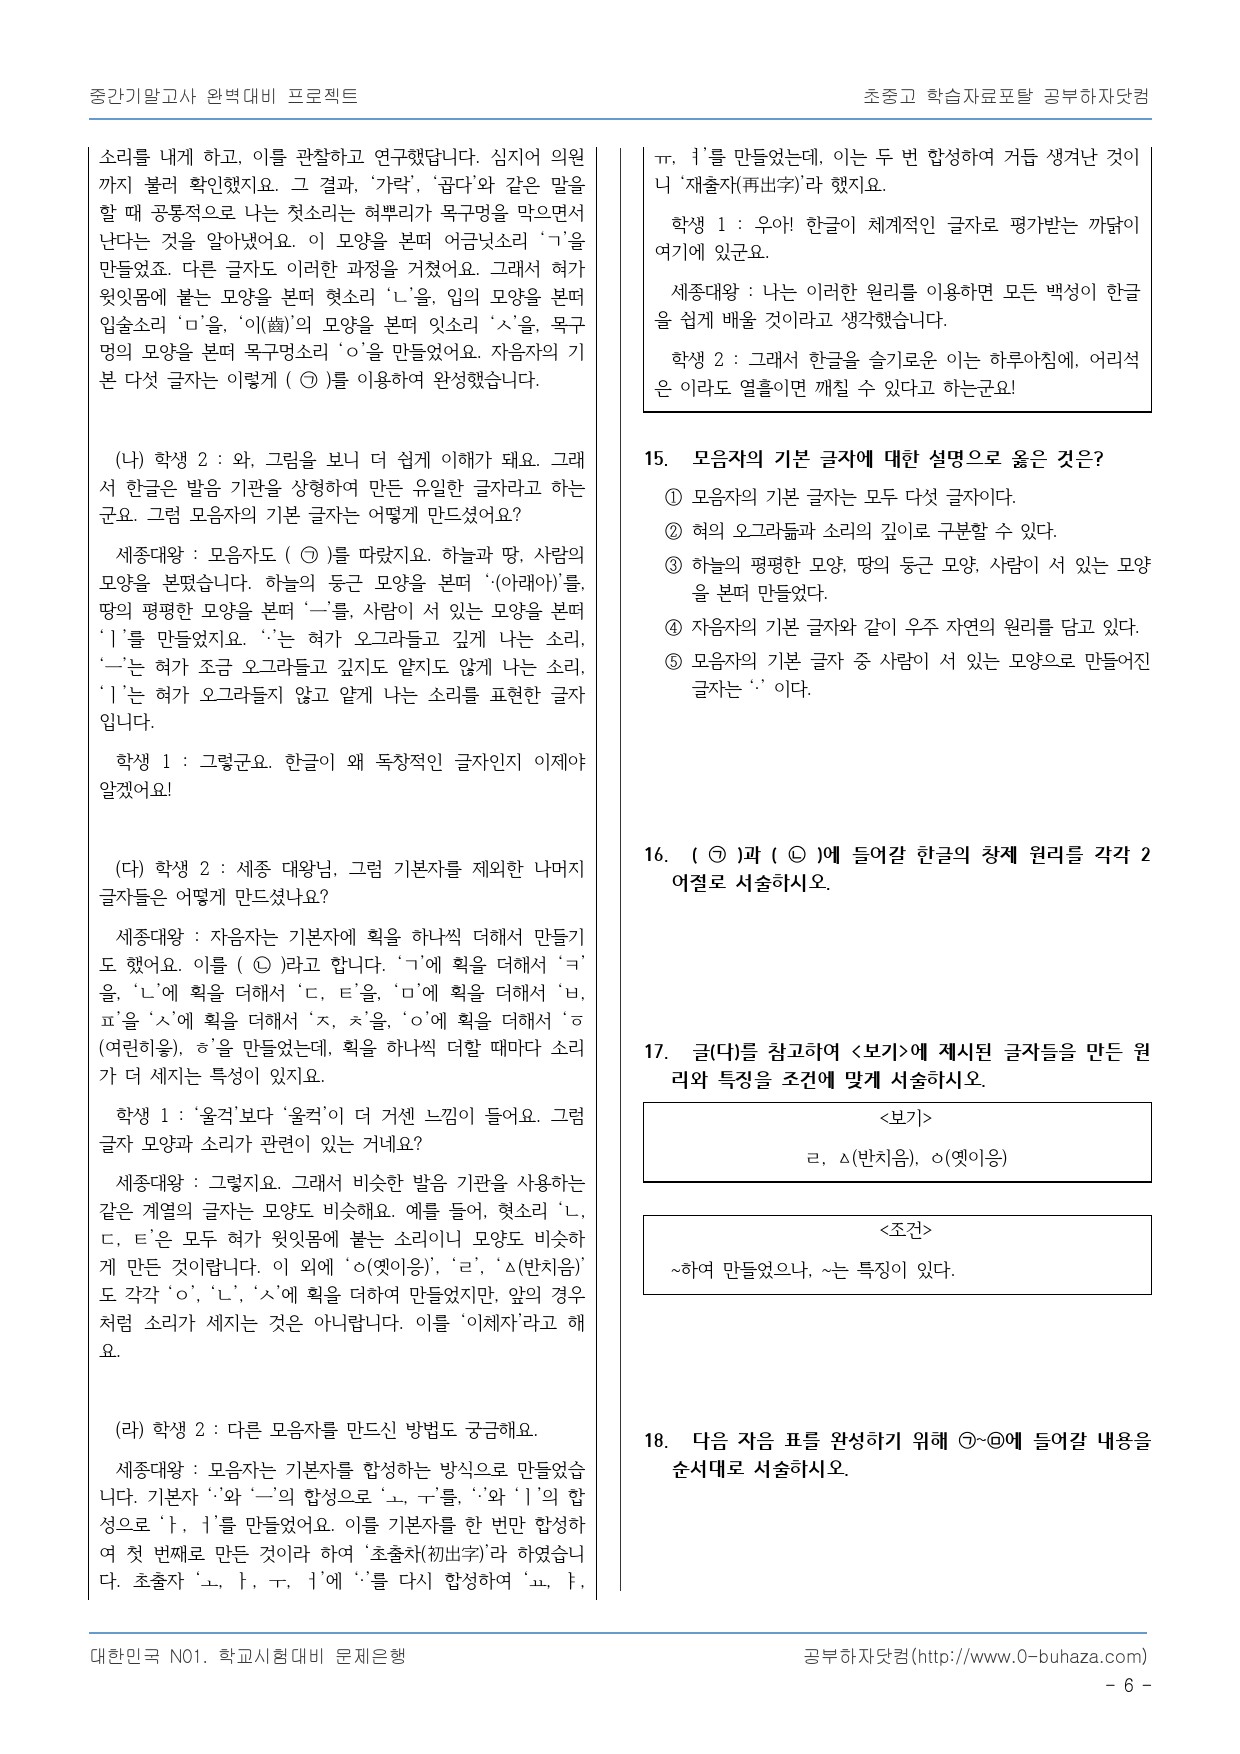 중간기말고사 완벽대비 프로젝트
초중고 학습자료포탈 공부하자닷컴
소리를 내게 하고, 이를 관찰하고 연구했답니다. 심지어 의원
까지 불러 확인했지요. 그 결과, ‘가락’, ‘곱다’와 같은 말을
할 때 공통적으로 나는 첫소리는 혀뿌리가 목구멍을 막으면서
난다는 것을 알아냈어요. 이 모양을 본떠 어금닛소리 ‘ㄱ’을
만들었죠. 다른 글자도 이러한 과정을 거쳤어요. 그래서 혀가
윗잇몸에 붙는 모양을 본떠 혓소리 ‘ㄴ’을, 입의 모양을 본떠
입술소리 ‘ㅁ’을, ‘이(齒)’의 모양을 본떠 잇소리 ‘ㅅ’을, 목구
멍의 모양을 본떠 목구멍소리 ‘ㅇ’을 만들었어요. 자음자의 기
본 다섯 글자는 이렇게 ( ㉠ )를 이용하여 완성했습니다.
(나) 학생 2 : 와, 그림을 보니 더 쉽게 이해가 돼요. 그래
서 한글은 발음 기관을 상형하여 만든 유일한 글자라고 하는
군요. 그럼 모음자의 기본 글자는 어떻게 만드셨어요?
세종대왕 : 모음자도 ( ㉠ )를 따랐지요. 하늘과 땅, 사람의
모양을 본떴습니다. 하늘의 둥근 모양을 본떠 ‘·(아래아)’를,
땅의 평평한 모양을 본떠 ‘ㅡ’를, 사람이 서 있는 모양을 본떠
‘ㅣ’를 만들었지요. ‘·’는 혀가 오그라들고 깊게 나는 소리,
‘ㅡ’는 혀가 조금 오그라들고 깊지도 얕지도 않게 나는 소리,
‘ㅣ’는 혀가 오그라들지 않고 얕게 나는 소리를 표현한 글자
입니다.
학생 1 : 그렇군요. 한글이 왜 독창적인 글자인지 이제야
알겠어요!
(다) 학생 2 : 세종 대왕님, 그럼 기본자를 제외한 나머지
글자들은 어떻게 만드셨나요?
세종대왕 : 자음자는 기본자에 획을 하나씩 더해서 만들기
도 했어요. 이를 ( ㉡ )라고 합니다. ‘ㄱ’에 획을 더해서 ‘ㅋ’
을, ‘ㄴ’에 획을 더해서 ‘ㄷ, ㅌ’을, ‘ㅁ’에 획을 더해서 ‘ㅂ,
ㅍ’을 ‘ㅅ’에 획을 더해서 ‘ㅈ, ㅊ’을, ‘ㅇ’에 획을 더해서 ‘ㆆ
(여린히읗), ㅎ’을 만들었는데, 획을 하나씩 더할 때마다 소리
가 더 세지는 특성이 있지요.
학생 1 : ‘울걱’보다 ‘울컥’이 더 거센 느낌이 들어요. 그럼
글자 모양과 소리가 관련이 있는 거네요?
세종대왕 : 그렇지요. 그래서 비슷한 발음 기관을 사용하는
같은 계열의 글자는 모양도 비슷해요. 예를 들어, 혓소리 ‘ㄴ,
ㄷ, ㅌ’은 모두 혀가 윗잇몸에 붙는 소리이니 모양도 비슷하
게 만든 것이랍니다. 이 외에 ‘ㆁ(옛이응)’, ‘ㄹ’, ‘ㅿ(반치음)’
도 각각 ‘ㅇ’, ‘ㄴ’, ‘ㅅ’에 획을 더하여 만들었지만, 앞의 경우
처럼 소리가 세지는 것은 아니랍니다. 이를 ‘이체자’라고 해
요.
(라) 학생 2 : 다른 모음자를 만드신 방법도 궁금해요.
세종대왕 : 모음자는 기본자를 합성하는 방식으로 만들었습
니다. 기본자 ‘·’와 ‘ㅡ’의 합성으로 ‘ㅗ, ㅜ’를, ‘·’와 ‘ㅣ’의 합
성으로 ‘ㅏ, ㅓ’를 만들었어요. 이를 기본자를 한 번만 합성하
여 첫 번째로 만든 것이라 하여 ‘초출차(初出字)’라 하였습니
다. 초출자 ‘ㅗ, ㅏ, ㅜ, ㅓ’에 ‘·’를 다시 합성하여 ‘ㅛ, ㅑ,
ㅠ, ㅕ’를 만들었는데, 이는 두 번 합성하여 거듭 생겨난 것이
니 ‘재출자(再出字)’라 했지요.
학생 1 : 우아! 한글이 체계적인 글자로 평가받는 까닭이
여기에 있군요.
세종대왕 : 나는 이러한 원리를 이용하면 모든 백성이 한글
을 쉽게 배울 것이라고 생각했습니다.
학생 2 : 그래서 한글을 슬기로운 이는 하루아침에, 어리석
은 이라도 열흘이면 깨칠 수 있다고 하는군요!
15. 모음자의 기본 글자에 대한 설명으로 옳은 것은?
① 모음자의 기본 글자는 모두 다섯 글자이다.
② 혀의 오그라듦과 소리의 깊이로 구분할 수 있다.
③ 하늘의 평평한 모양, 땅의 둥근 모양, 사람이 서 있는 모양
을 본떠 만들었다.
④ 자음자의 기본 글자와 같이 우주 자연의 원리를 담고 있다.
⑤ 모음자의 기본 글자 중 사람이 서 있는 모양으로 만들어진
글자는 ‘·’ 이다.
16. ( ㉠ )과 ( ㉡ )에 들어갈 한글의 창제 원리를 각각 2
어절로 서술하시오.
17. 글(다)를 참고하여 <보기>에 제시된 글자들을 만든 원
리와 특징을 조건에 맞게 서술하시오.
<보기>
ㄹ, ㅿ(반치음), ㆁ(옛이응)
<조건>
~하여 만들었으나, ~는 특징이 있다.
18. 다음 자음 표를 완성하기 위해 ㉠~㉤에 들어갈 내용을
순서대로 서술하시오.
대한민국 N01. 학교시험대비 문제은행
공부하자닷컴(http://www.0-buhaza.com)
- 6 -